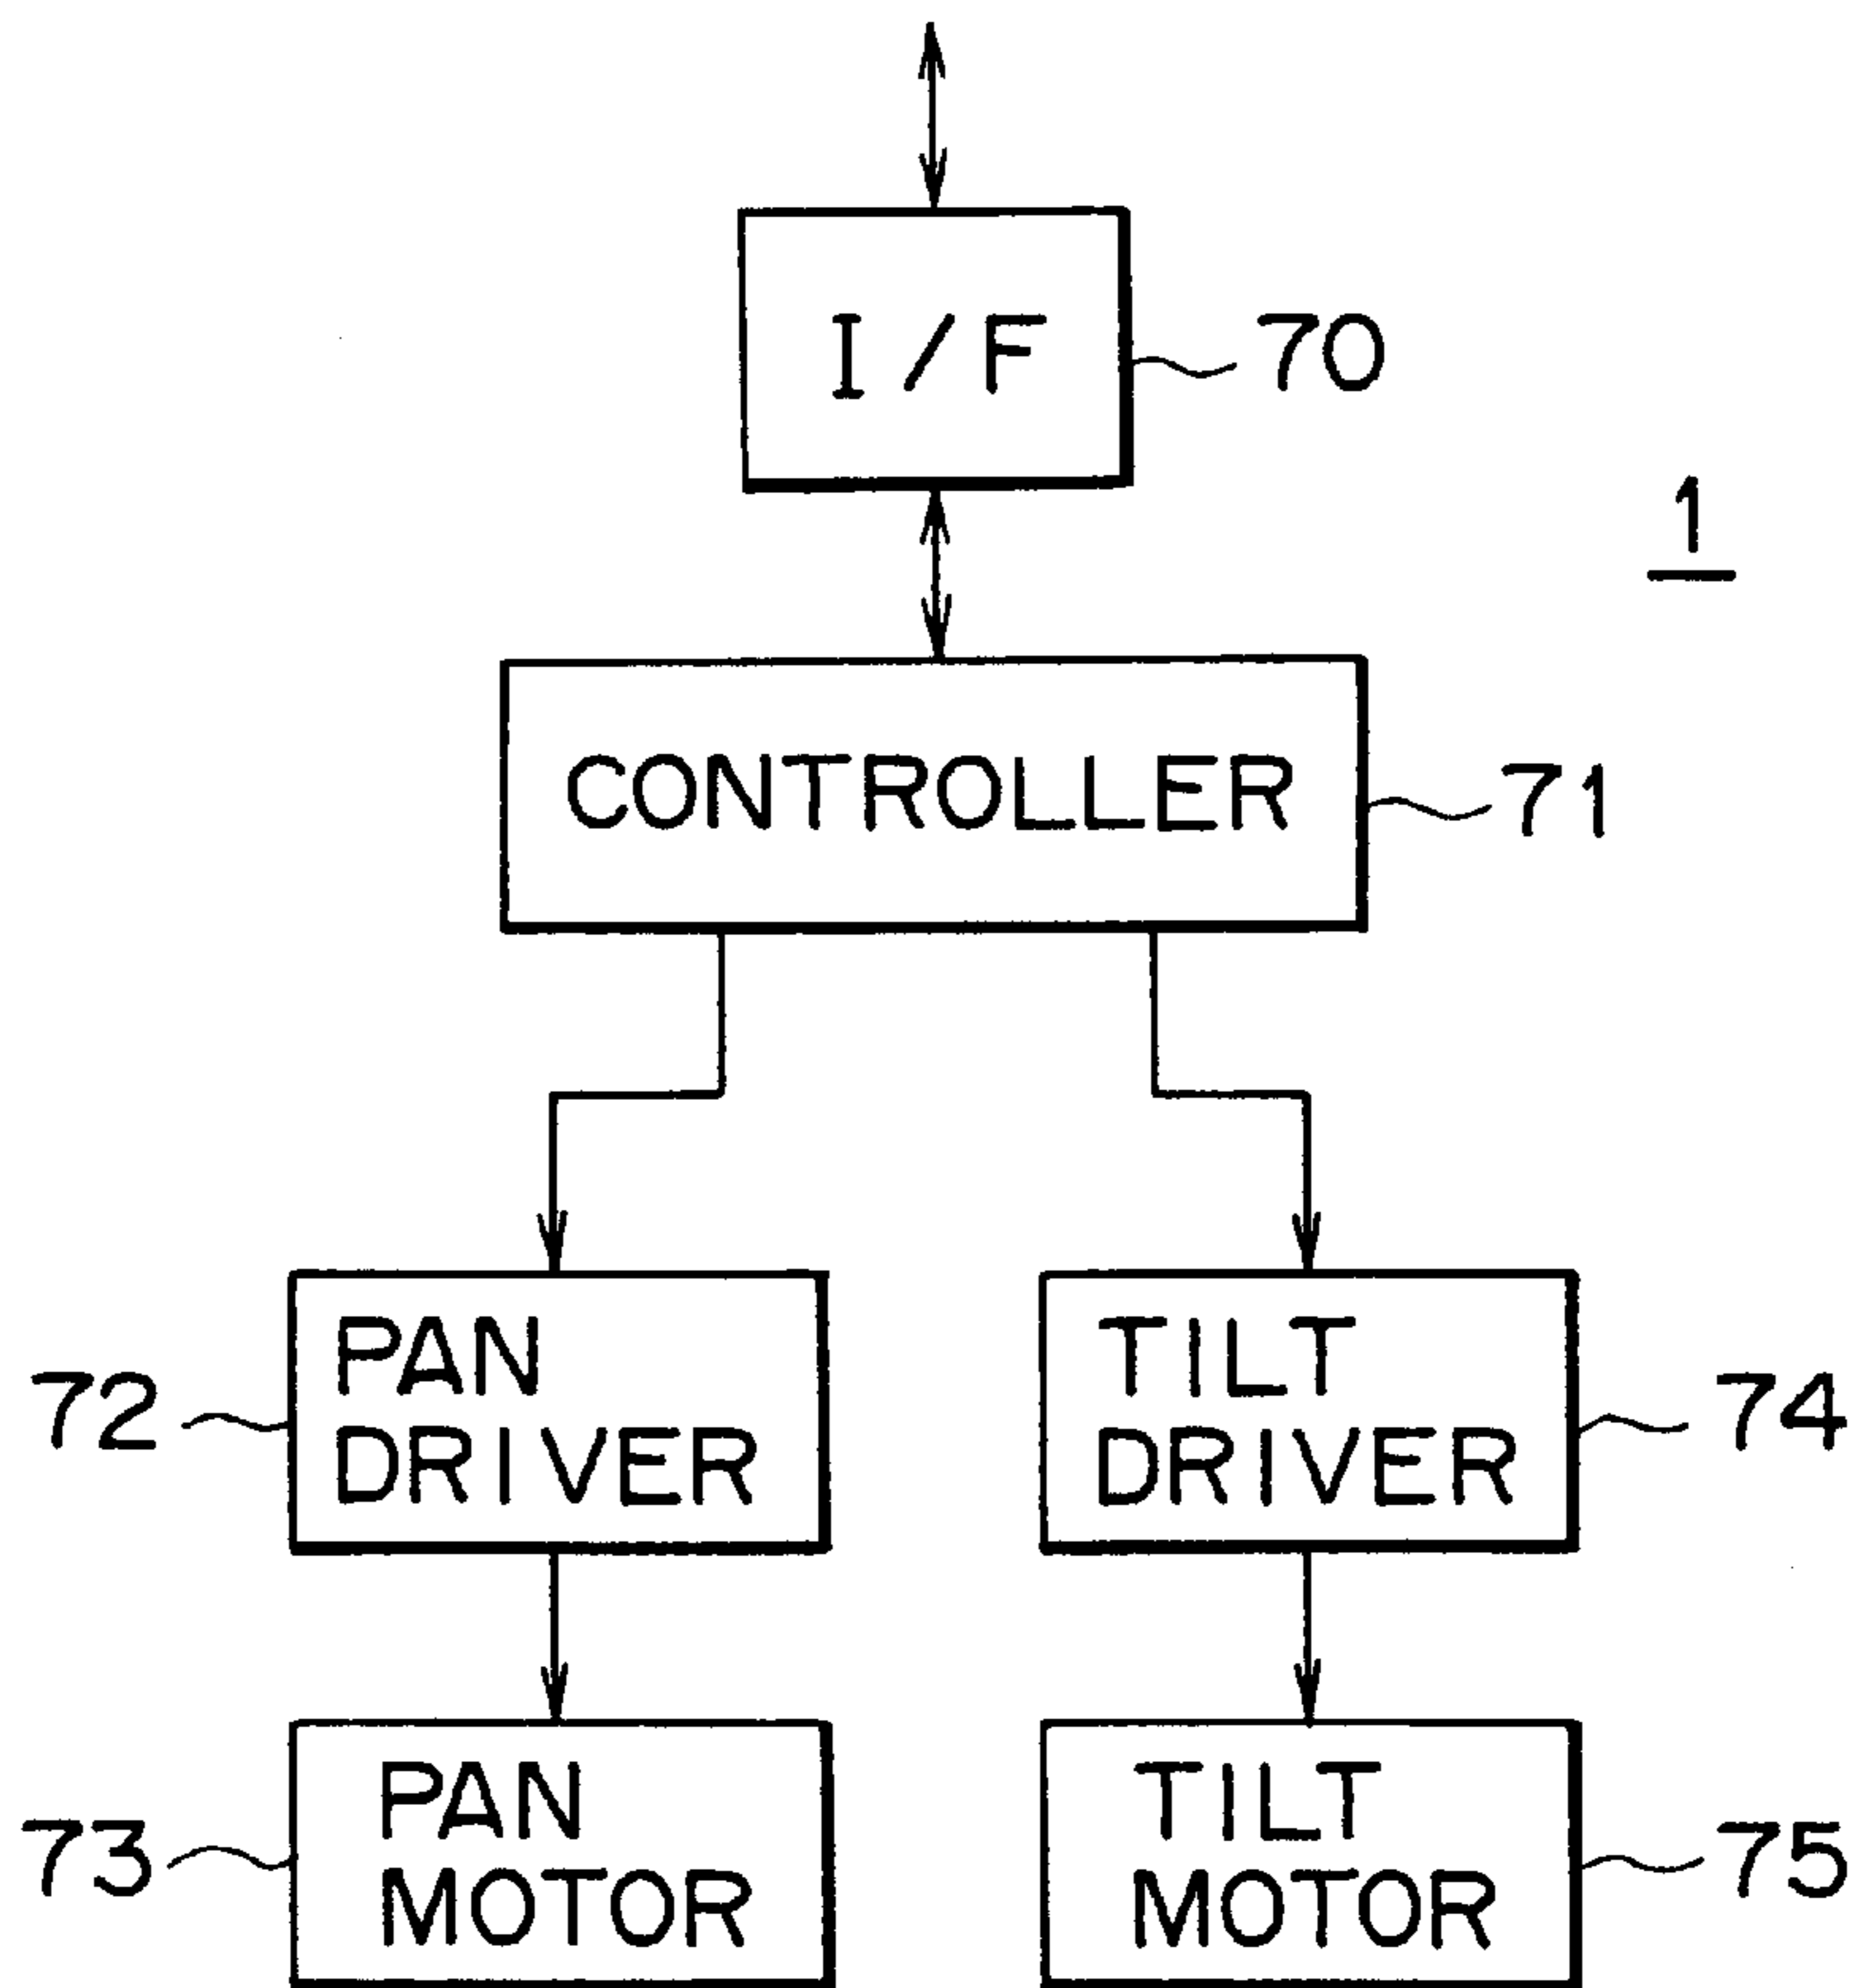 I/F
70
1
CONTROLLER
71
PAN
DRIVER
72
TILT
DRIVER
74
PAN
MOTOR
73
TILT
MOTOR
75